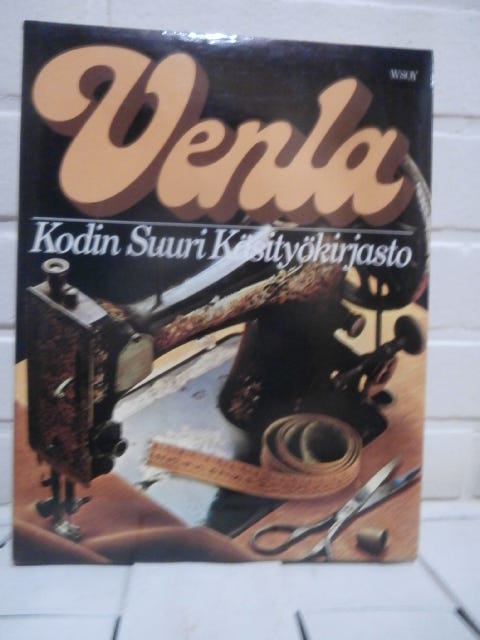 WSOY
Venla
Kodin Suuri Käsityökirjasto